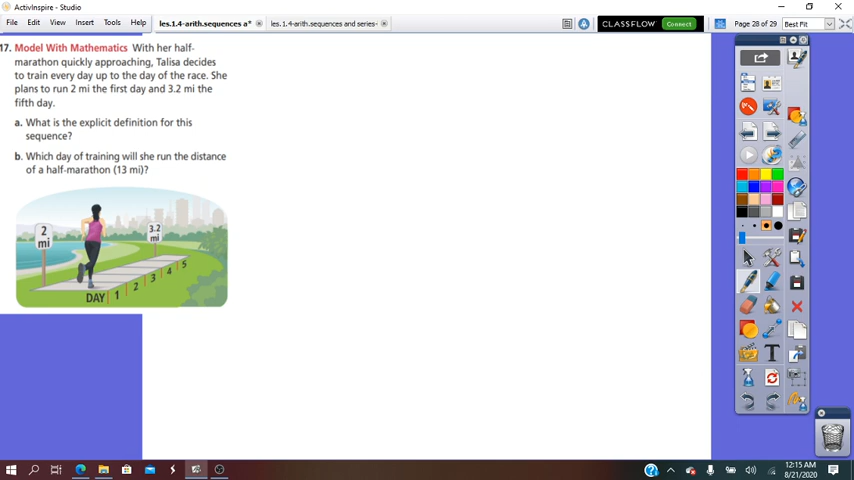 ActivInspire - Studio
File Edit View Insert Tools Help
les.1.4-arith.sequences a*
les.1.4-arith.sequences and series-
CLASSFLOW
Connect
Page 28 of 29
Best Fit
17. Model With Mathematics With her half-
marathon quickly approaching, Talisa decides
to train every day up to the day of the race. She
plans to run 2 mi the first day and 3.2 mi the
fifth day.
a. What is the explicit definition for this
sequence?
b. Which day of training will she run the distance
of a half-marathon (13 mi)?
2
mi
3.2
mi
DAY 1 2 3 4 5
T
12:15 AM
8/21/2020